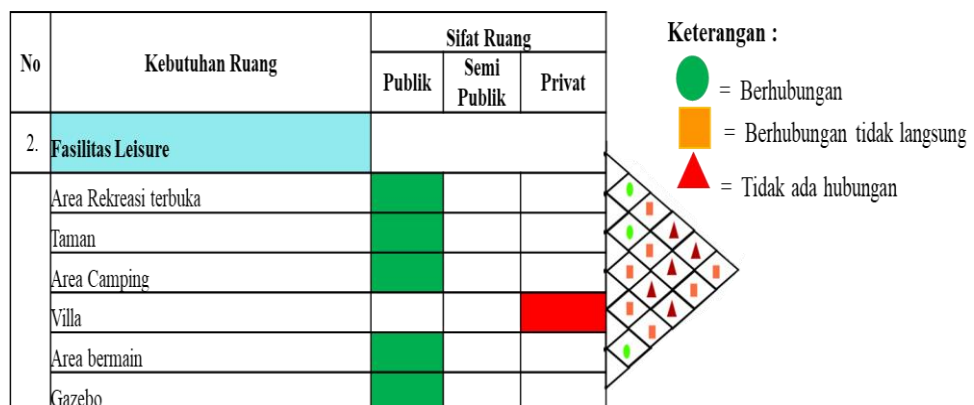 No
Kebutuhan Ruang
Sifat Ruang
Publik
Semi
Publik
Privat
2. Fasilitas Leisure
Area Rekreasi terbuka
Taman
Area Camping
Villa
Area bermain
Gazebo
Keterangan :
= Berhubungan
= Berhubungan tidak langsung
= Tidak ada hubungan